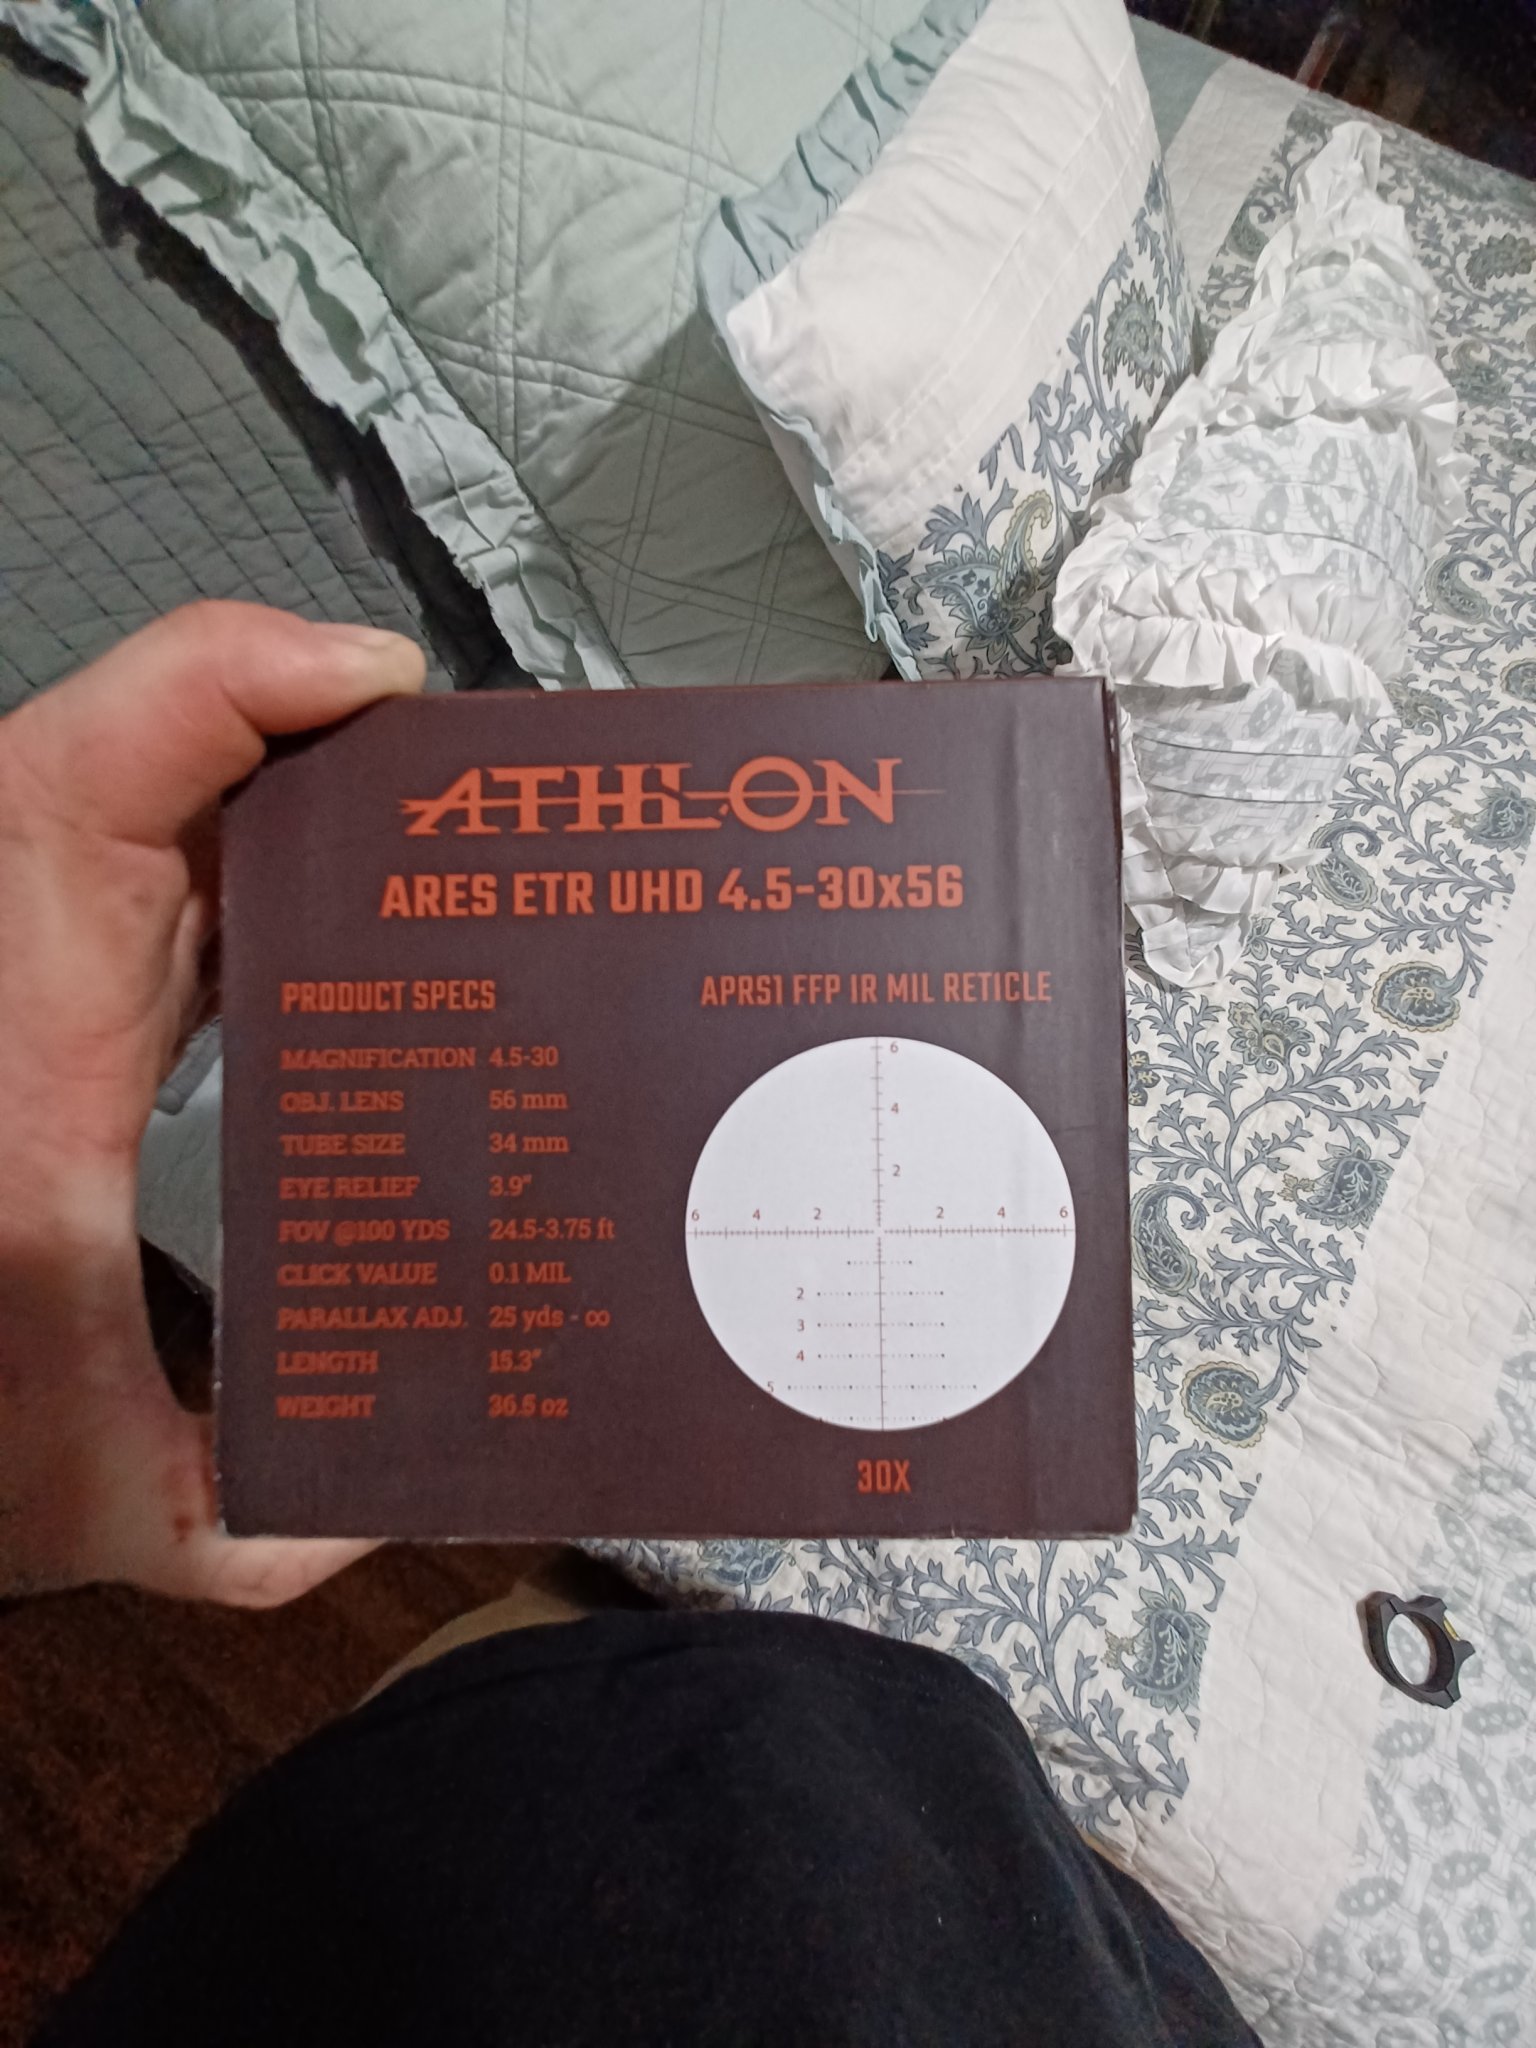 ATHLON
ARES ETR UHD 4.5-30x56
PRODUCT SPECS
MAGNIFICATION 4.5-30
OBJ. LENS 56 mm
TUBE SIZE 34 mm
EYE RELIEF 3.9"
FOV @100 YDS 24.5-3.75 ft
CLICK VALUE 0.1 MIL
PARALLAX ADJ. 25 yds - ∞
LENGTH 15.3"
WEIGHT 36.5 oz
APRS1 FFP IR MIL RETICLE
6
4
2
6 4 2 2 4 6
2
3
4
5
30X